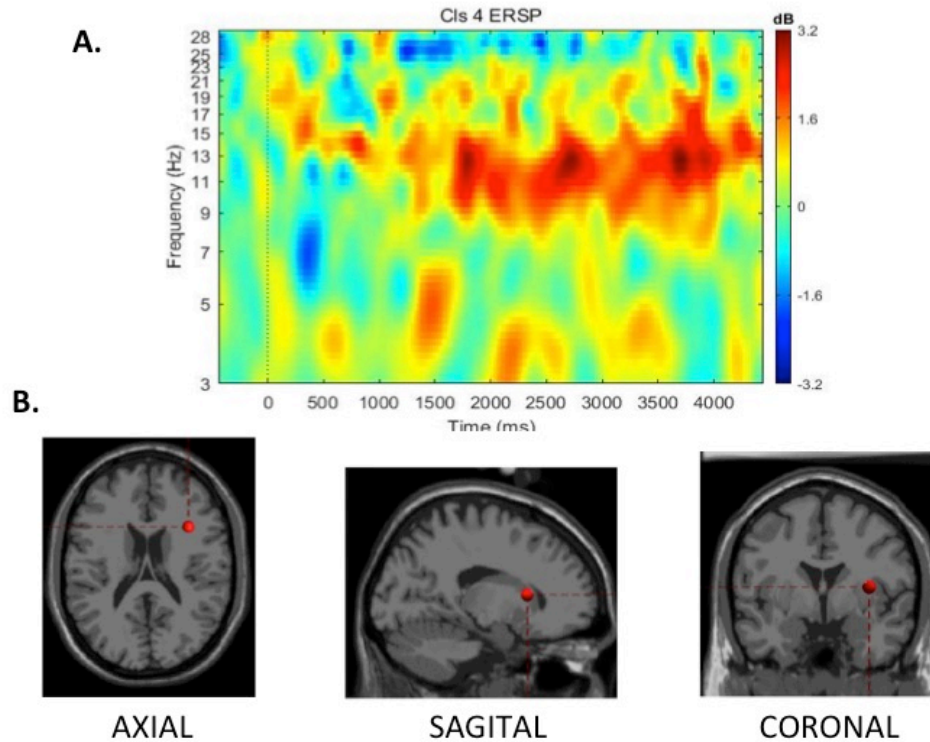 Cls 4 ERSP
A.
dB
3.2
1.6
0
-1.6
-3.2
28
25
23
21
19
17
15
13
11
9
7
5
3
Frequency (Hz)
0 500 1000 1500 2000 2500 3000 3500 4000
Time (ms)
B.
AXIAL SAGITAL CORONAL